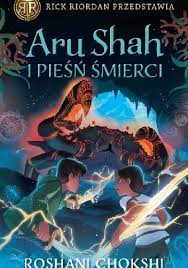 RR
RICK RIORDAN PRZEDSTAWIA
Aru Shah
I PIEŚŃ ŚMIERCI
ROSHANI CHOKSHI